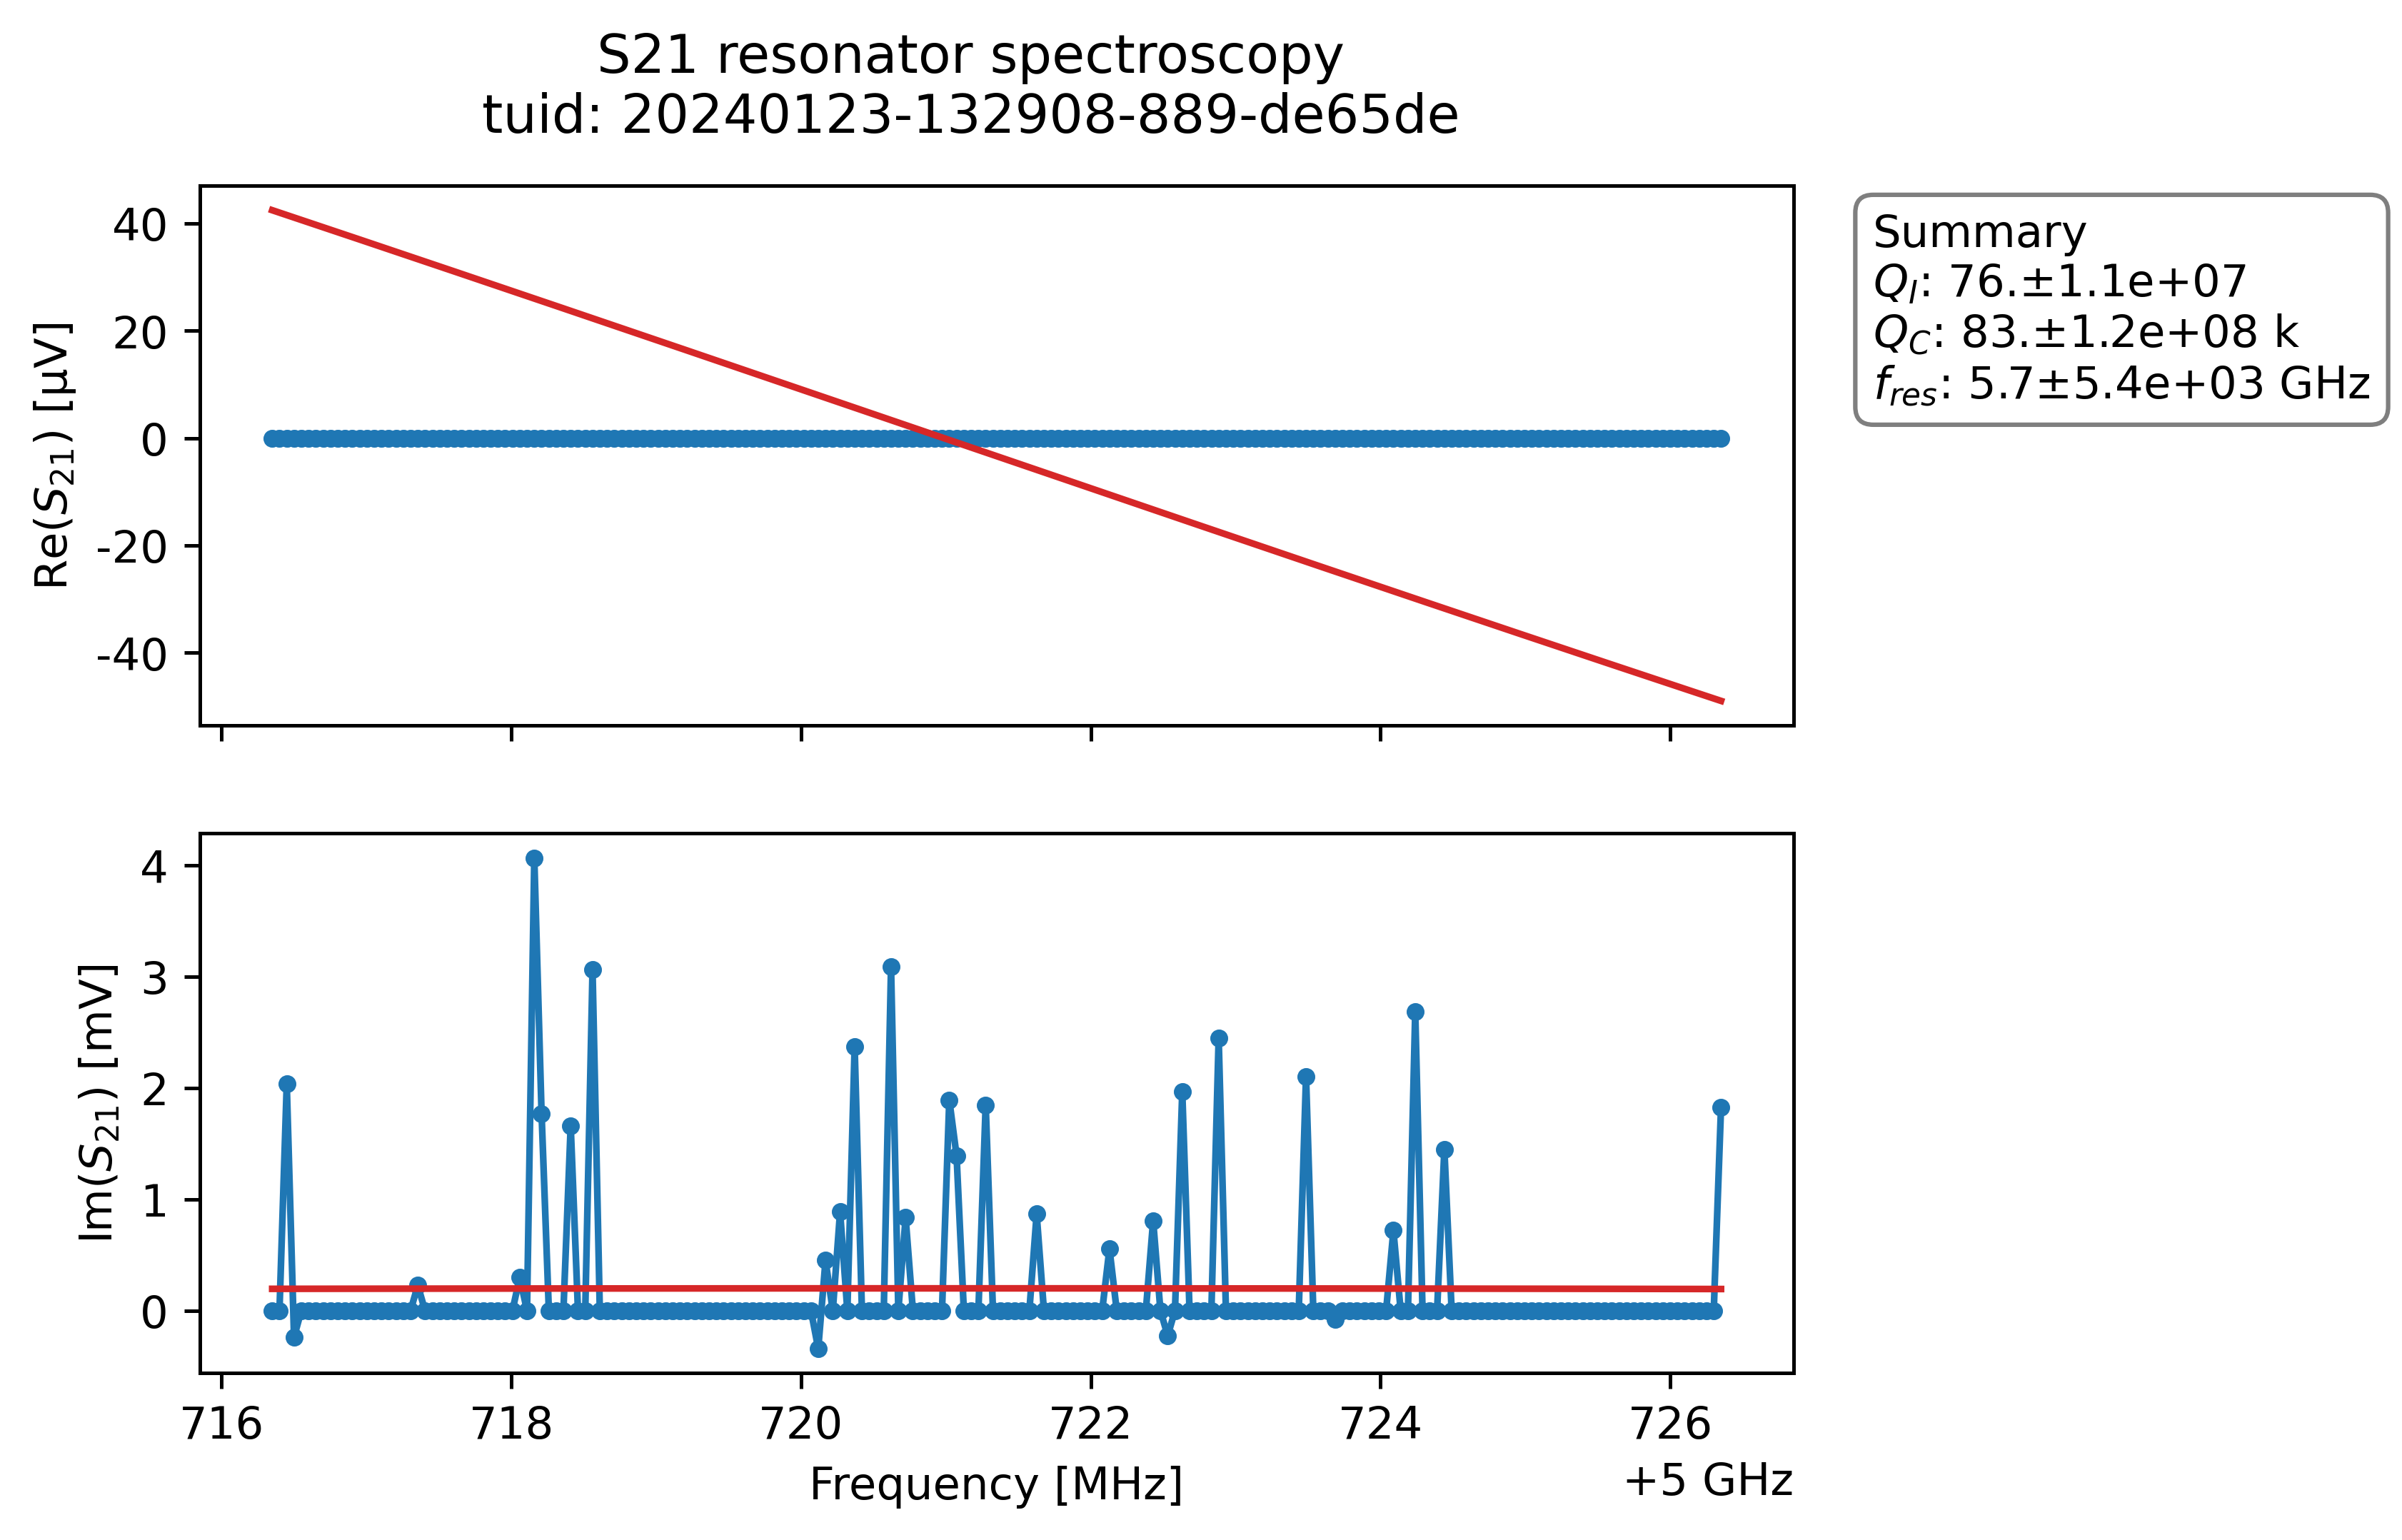 S21 resonator spectroscopy
tuid: 20240123-132908-889-de65de
40
20
0
-20
-40
Re(S₂₁) [μV]
Summary
Q_I: 76.±1.1e+07
Q_C: 83.±1.2e+08 k
f_res: 5.7±5.4e+03 GHz
4
3
2
1
0
Im(S₂₁) [mV]
716 718 720 722 724 726
Frequency [MHz]
+5 GHz